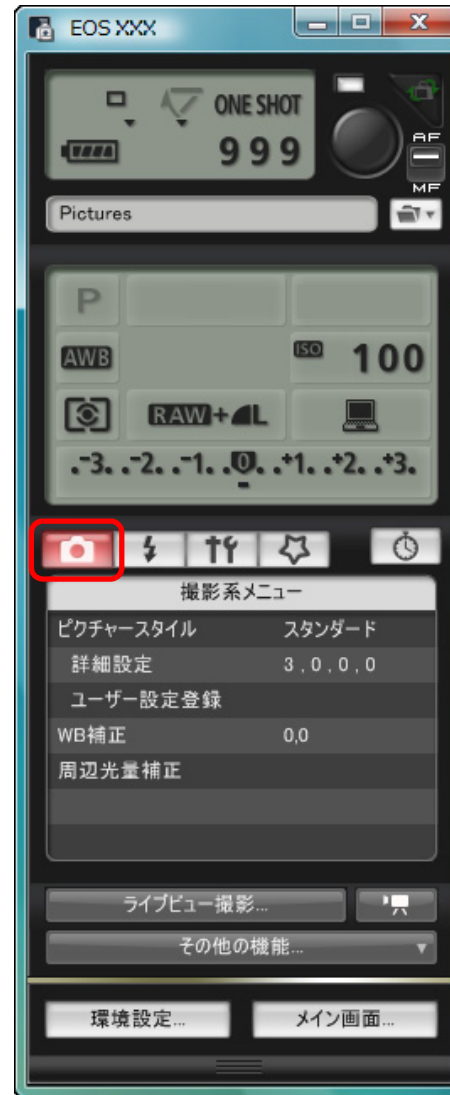 EOS XXX
ONE SHOT
999
AF
MF
Pictures
P
AWB
ISO 100
RAW+L
.-3. .-2. .-1. .0. .+1. .+2. .+3.
撮影系メニュー
ピクチャースタイル スタンダード
詳細設定 3 , 0 , 0 , 0
ユーザー設定登録
WB補正 0,0
周辺光量補正
ライブビュー撮影...
その他の機能...
環境設定... メイン画面...